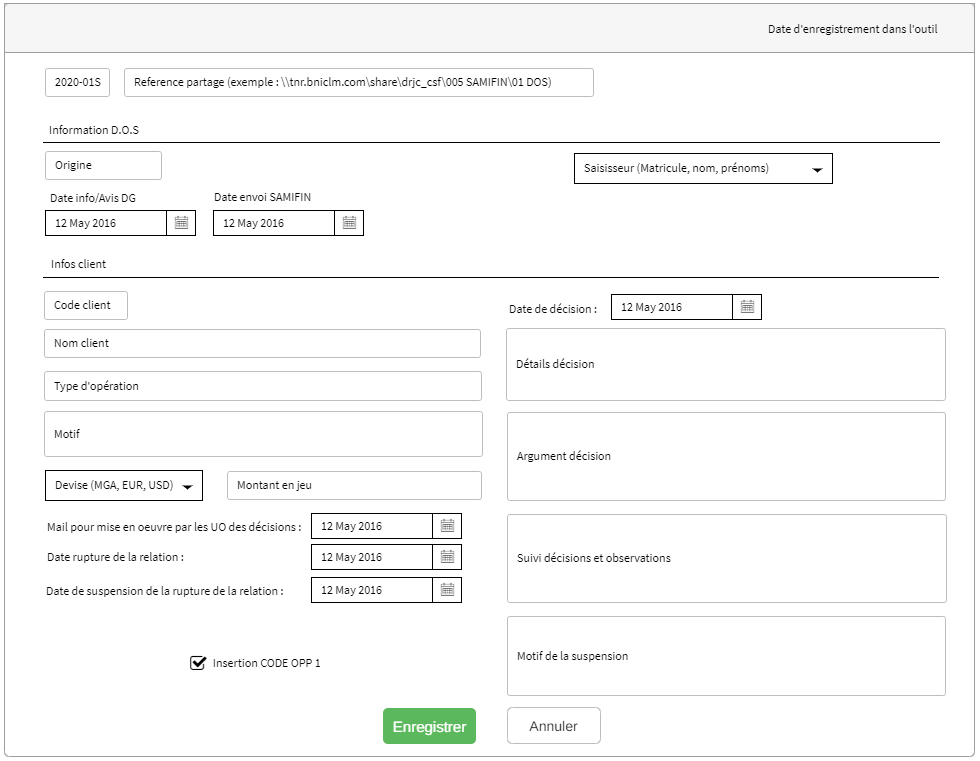 Date d'enregistrement dans l'outil
2020-01S
Reference partage (exemple : \\tnr.bniclm.com\share\drjc_csf\005 SAMIFIN\01 DOS)
Information D.O.S
Origine
Saisisseur (Matricule, nom, prénoms)
Date info/Avis DG
Date envoi SAMIFIN
12 May 2016
12 May 2016
Infos client
Code client
Date de décision :
12 May 2016
Nom client
Détails décision
Type d'opération
Motif
Argument décision
Devise (MGA, EUR, USD)
Montant en jeu
Mail pour mise en oeuvre par les UO des décisions :
12 May 2016
Date rupture de la relation :
12 May 2016
Suivi décisions et observations
Date de suspension de la rupture de la relation :
12 May 2016
Insertion CODE OPP 1
Motif de la suspension
Enregistrer
Annuler